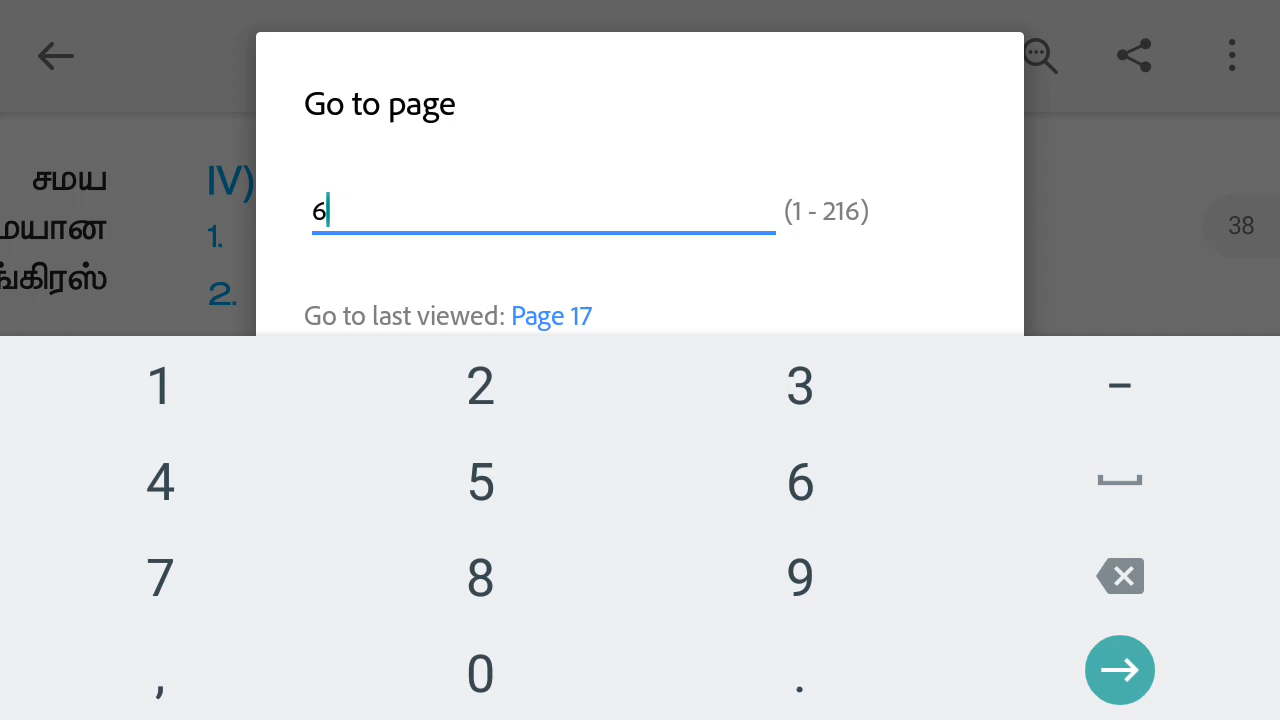 Go to page
சமய
IV)
6
(1 - 216)
மயான
1.
38
ங்கிரஸ்
2.
Go to last viewed: Page 17
1 2 3 –
4 5 6
7 8 9
, 0 .